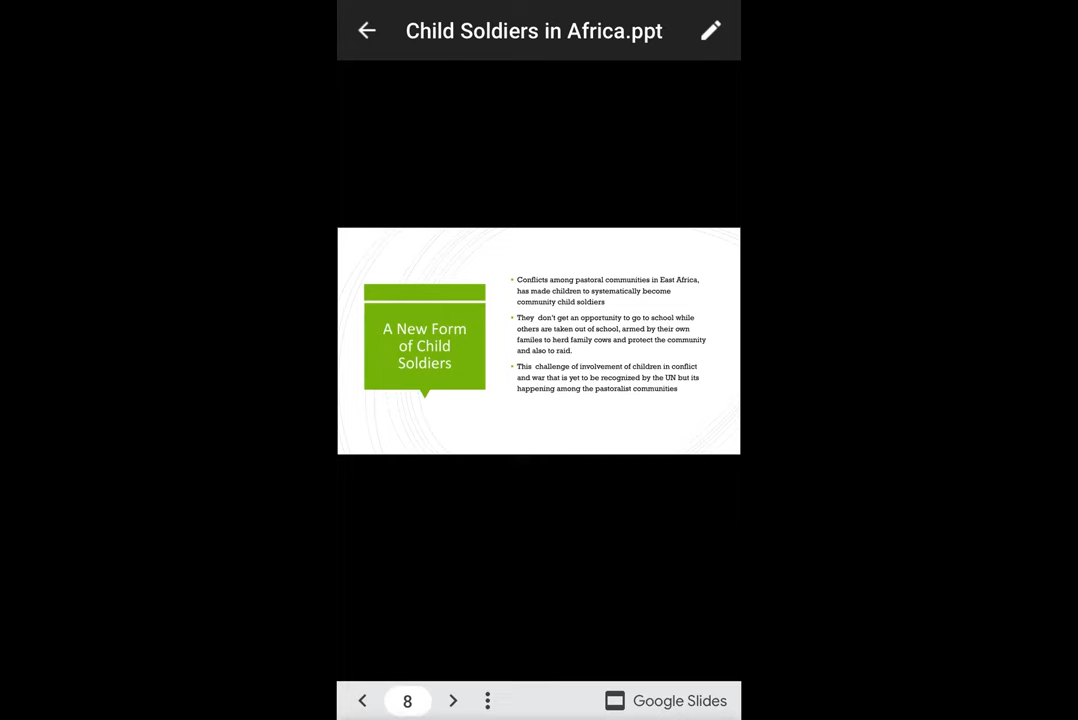 Child Soldiers in Africa.ppt
A New Form
of Child
Soldiers
• Conflicts among pastoral communities in East Africa,
has made children to systematically become
community child soldiers
• They don't get an opportunity to go to school while
others are taken out of school, armed by their own
familes to herd family cows and protect the community
and also to raid.
• This challenge of involvement of children in conflict
and war that is yet to be recognized by the UN but its
happening among the pastoralist communities
8
Google Slides